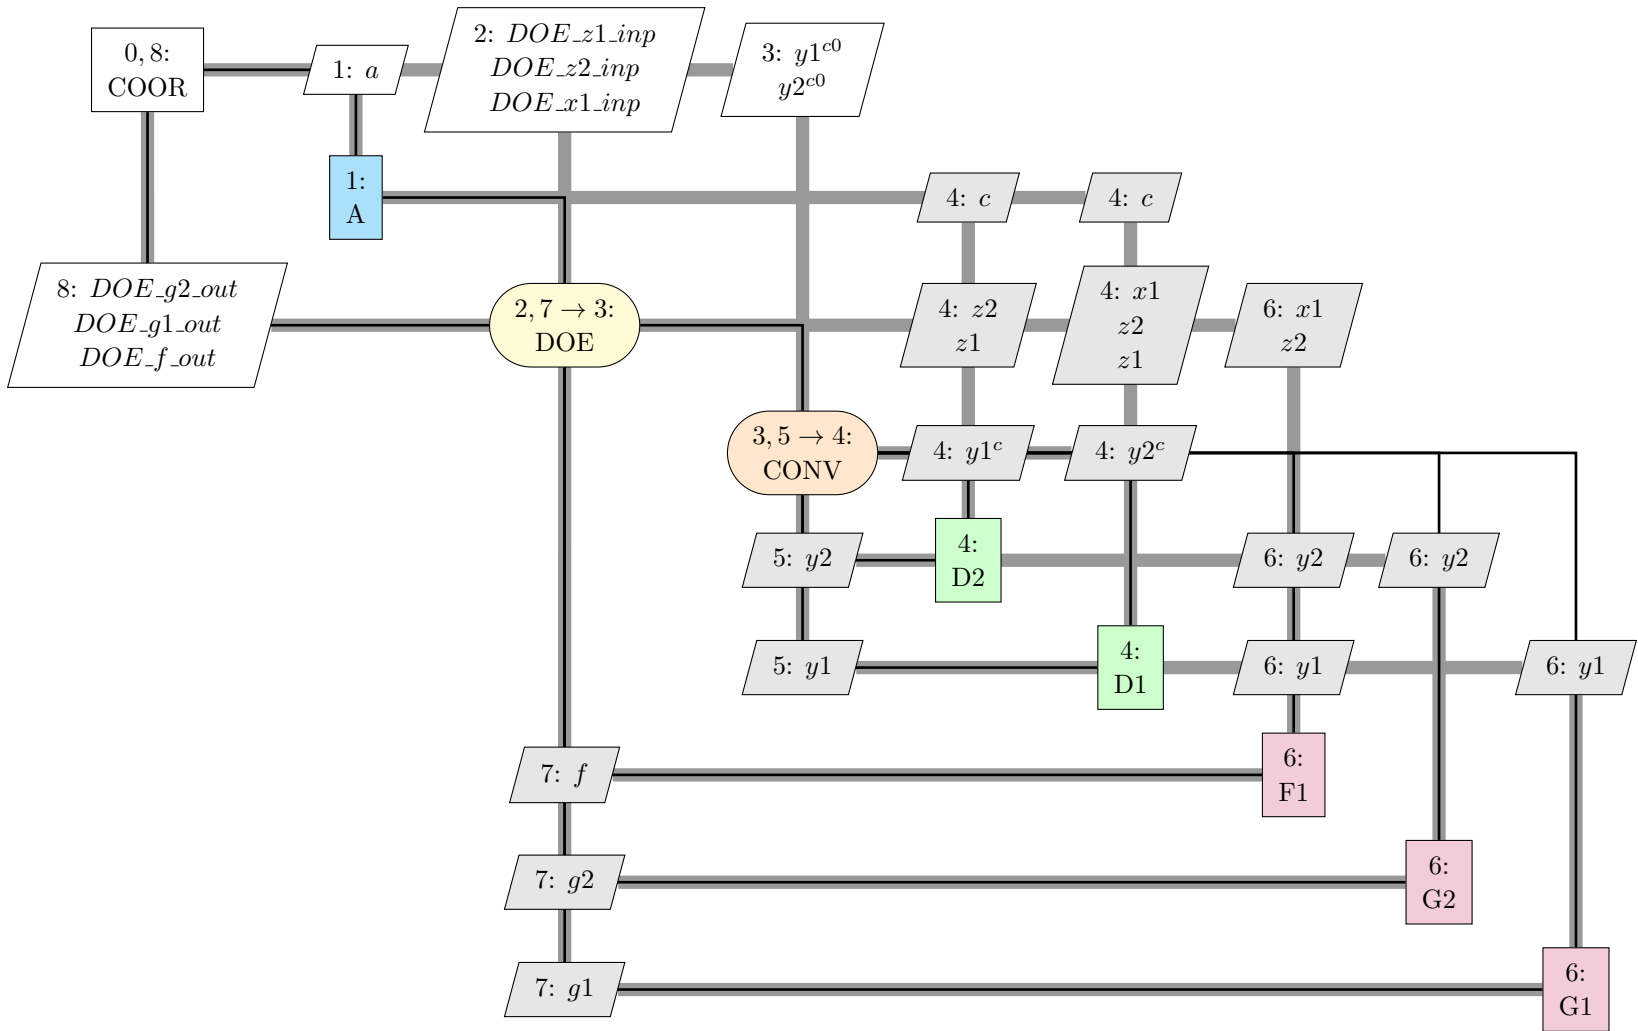 0, 8:
COOR
1: a
2: DOE_z1_inp
DOE_z2_inp
DOE_x1_inp
3: y1^{c0}
y2^{c0}
1:
A
4: c
4: c
8: DOE_g2_out
DOE_g1_out
DOE_f_out
2, 7 → 3:
DOE
4: z2
z1
4: x1
z2
z1
6: x1
z2
3, 5 → 4:
CONV
4: y1^c
4: y2^c
5: y2
4:
D2
6: y2
6: y2
5: y1
4:
D1
6: y1
6: y1
7: f
6:
F1
7: g2
6:
G2
7: g1
6:
G1